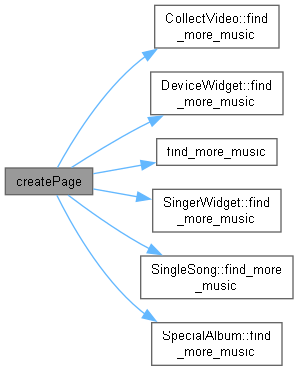 CollectVideo::find
_more_music
DeviceWidget::find
_more_music
find_more_music
createPage
SingerWidget::find
_more_music
SingleSong::find_more
_music
SpecialAlbum::find
_more_music